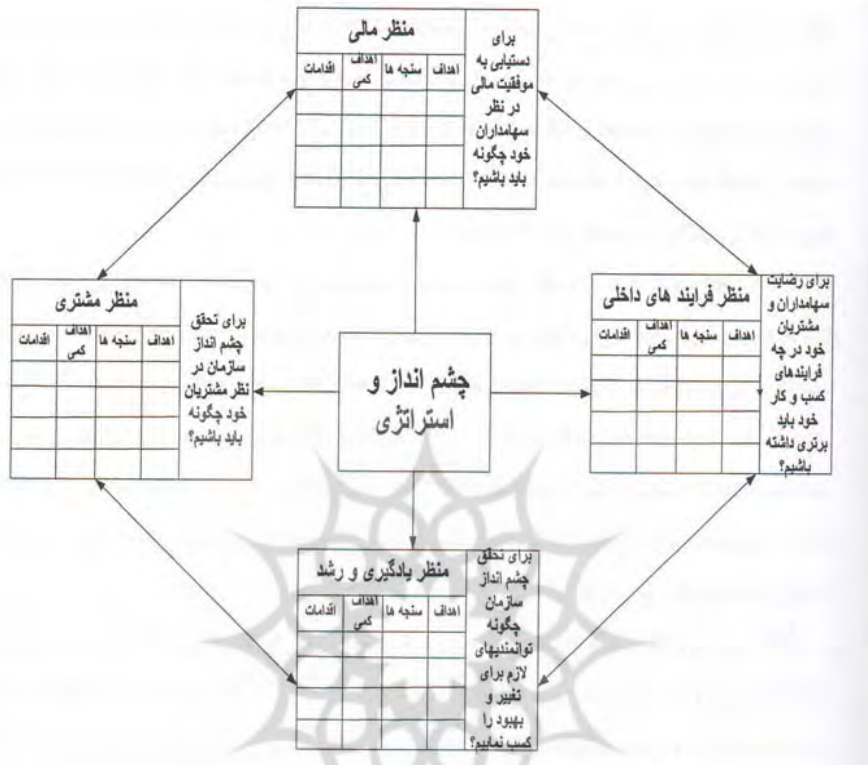 منظر مالی
اهداف
سنجه ها
اهداف
کمی
اقدامات
برای
دستیابی به
موفقیت مالی
در نظر
سهامداران
خود چگونه
باید باشیم؟
منظر فرایند های داخلی
اهداف
سنجه ها
اهداف
کمی
اقدامات
برای رضایت
سهامداران و
مشتریان
خود در چه
فرایندهای
کسب و کار
خود باید
برتری داشته
باشیم؟
چشم انداز و
استراتژی
منظر مشتری
اهداف
سنجه ها
اهداف
کمی
اقدامات
برای تحقق
چشم انداز
سازمان در
نظر مشتریان
خود چگونه
باید باشیم؟
منظر یادگیری و رشد
اهداف
سنجه ها
اهداف
کمی
اقدامات
برای تحقق
چشم انداز
سازمان
چگونه
توانمندیهای
لازم برای
تغییر و
بهبود را
کسب نماییم؟